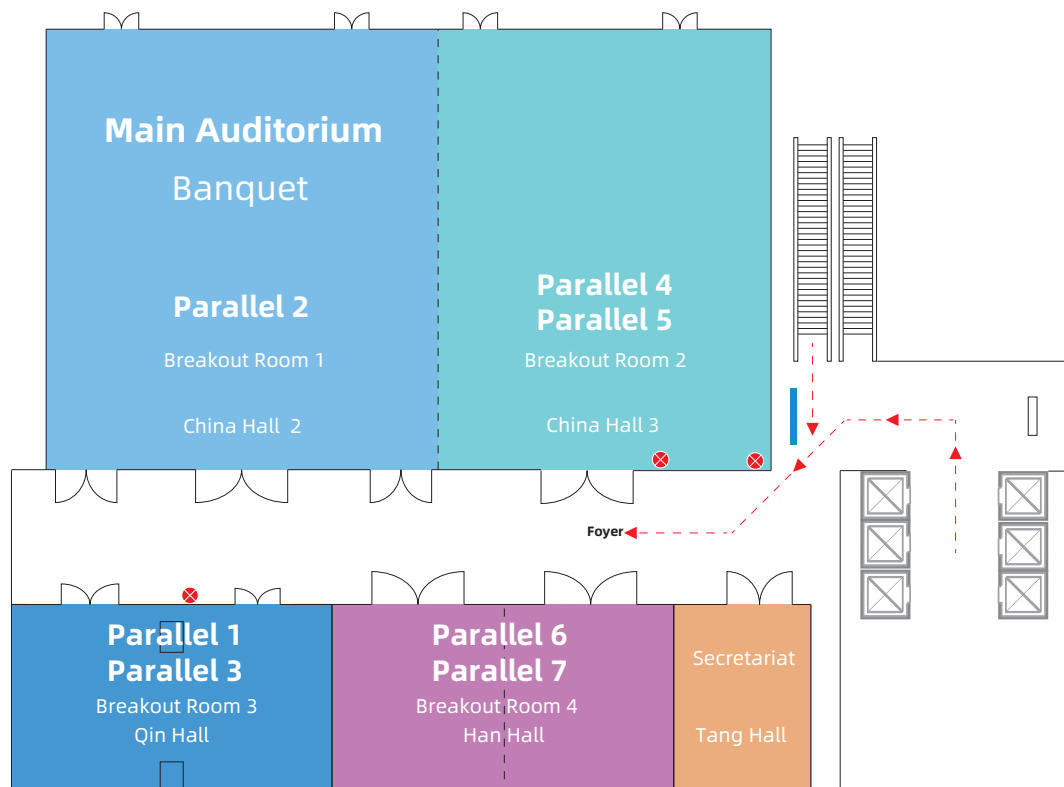 Main Auditorium
Banquet
Parallel 2
Breakout Room 1
China Hall 2
Parallel 4
Parallel 5
Breakout Room 2
China Hall 3
Foyer
Parallel 1
Parallel 3
Breakout Room 3
Qin Hall
Parallel 6
Parallel 7
Breakout Room 4
Han Hall
Secretariat
Tang Hall